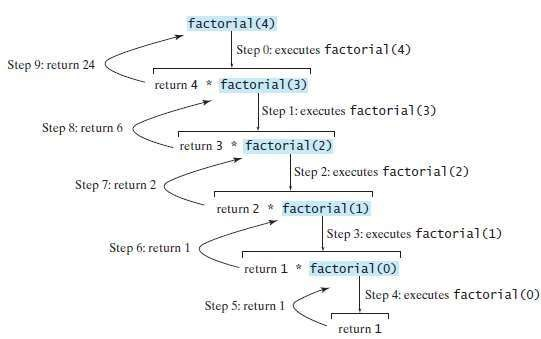 factorial(4)
Step 0: executes factorial(4)
Step 9: return 24
return 4 * factorial(3)
Step 1: executes factorial(3)
Step 8: return 6
return 3 * factorial(2)
Step 2: executes factorial(2)
Step 7: return 2
return 2 * factorial(1)
Step 3: executes factorial(1)
Step 6: return 1
return 1 * factorial(0)
Step 4: executes factorial(0)
Step 5: return 1
return 1